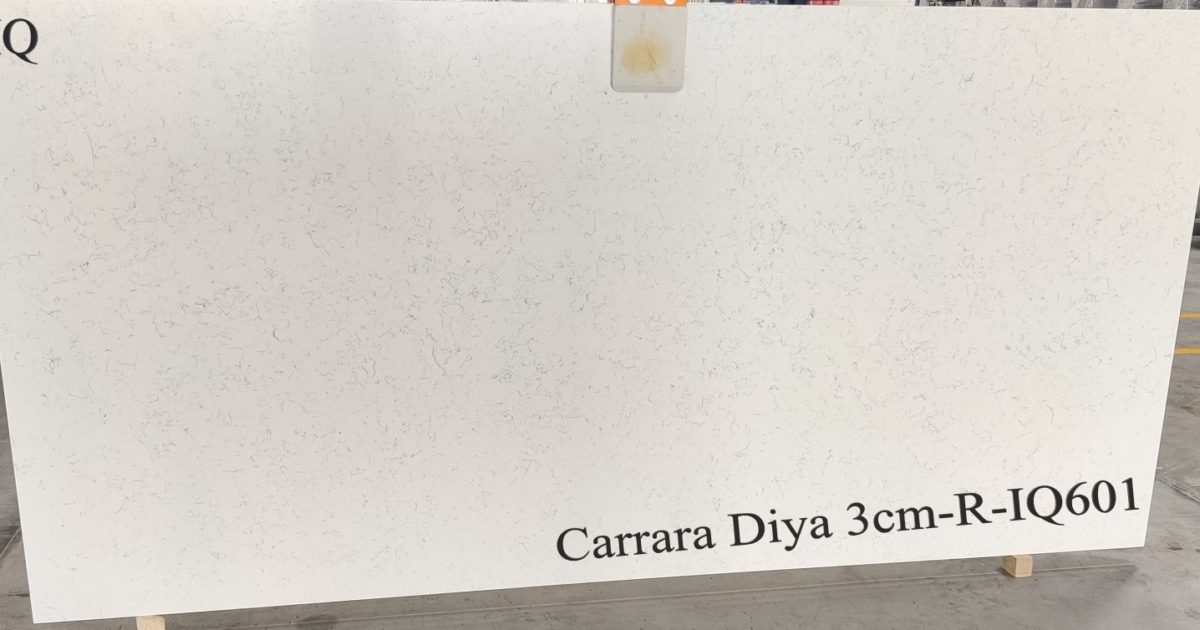 Q
Carrara Diya 3cm-R-IQ601